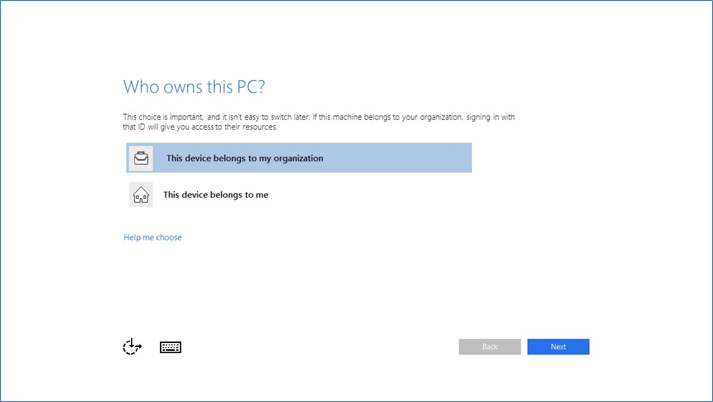 Who owns this PC?
This choice is important, and it isn't easy to switch later. If this machine belongs to your organization, signing in with
that ID will give you access to their resources.
This device belongs to my organization
This device belongs to me
Help me choose
Back
Next